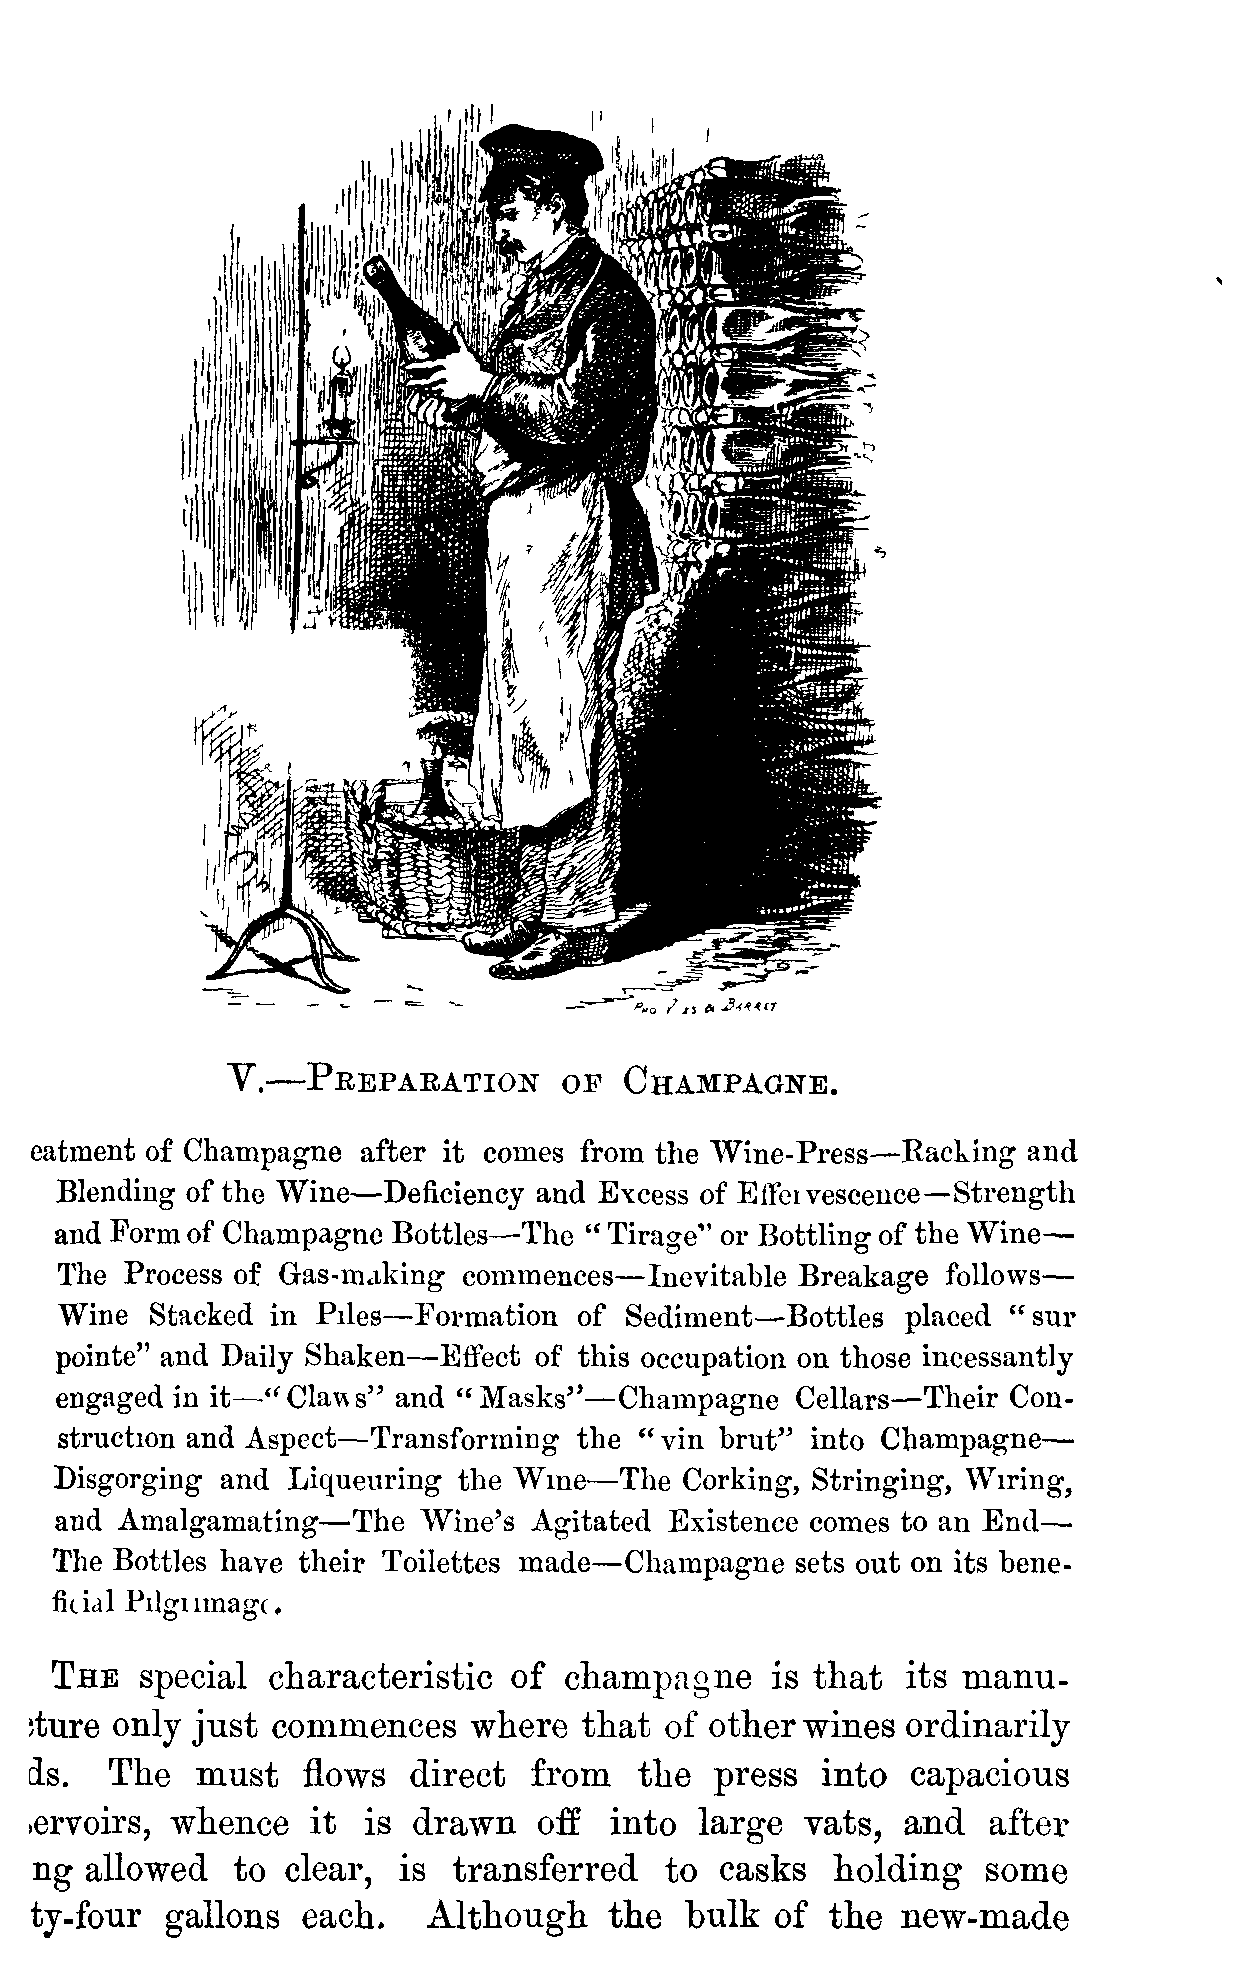 V.—PREPARATION OF CHAMPAGNE.
eatment of Champagne after it comes from the Wine-Press—Racking and
Blending of the Wine—Deficiency and Excess of Effervescence—Strength
and Form of Champagne Bottles—The “Tirage” or Bottling of the Wine—
The Process of Gas-making commences—Inevitable Breakage follows—
Wine Stacked in Piles—Formation of Sediment—Bottles placed “sur
pointe” and Daily Shaken—Effect of this occupation on those incessantly
engaged in it—“Claws” and “Masks”—Champagne Cellars—Their Con-
struction and Aspect—Transforming the “vin brut” into Champagne—
Disgorging and Liqueuring the Wine—The Corking, Stringing, Wiring,
and Amalgamating—The Wine’s Agitated Existence comes to an End—
The Bottles have their Toilettes made—Champagne sets out on its bene-
ficial Pilgrimage.
THE special characteristic of champagne is that its manu-
cture only just commences where that of other wines ordinarily
ds. The must flows direct from the press into capacious
ervoirs, whence it is drawn off into large vats, and after
ng allowed to clear, is transferred to casks holding some
ty-four gallons each. Although the bulk of the new-made